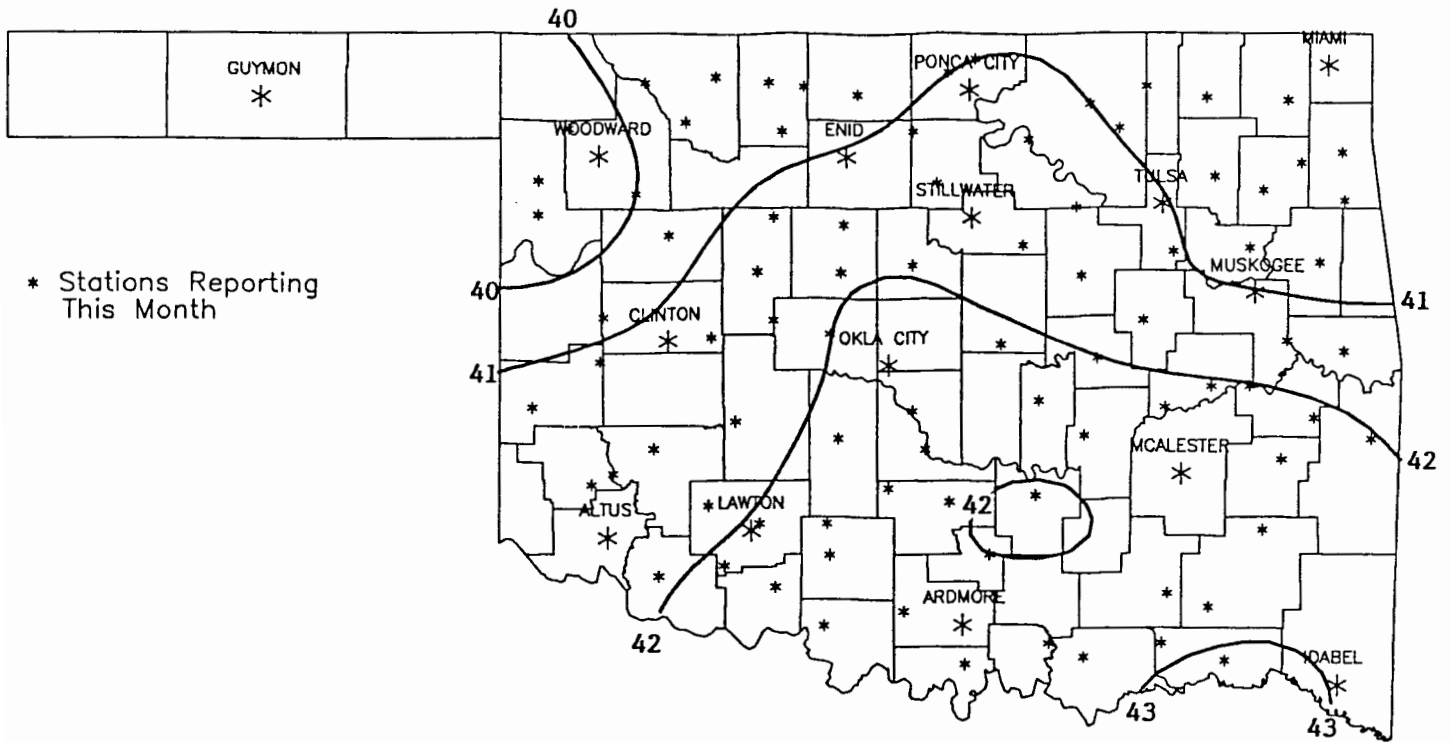 40
MIAMI
GUYMON
PONCA CITY
WOODWARD
ENID
TULSA
STILLWATER
* Stations Reporting
This Month
MUSKOGEE
40
41
CLINTON
OKLA CITY
41
MCALESTER
42
42
LAWTON
ALTUS
ARDMORE
42
IDABEL
43
43